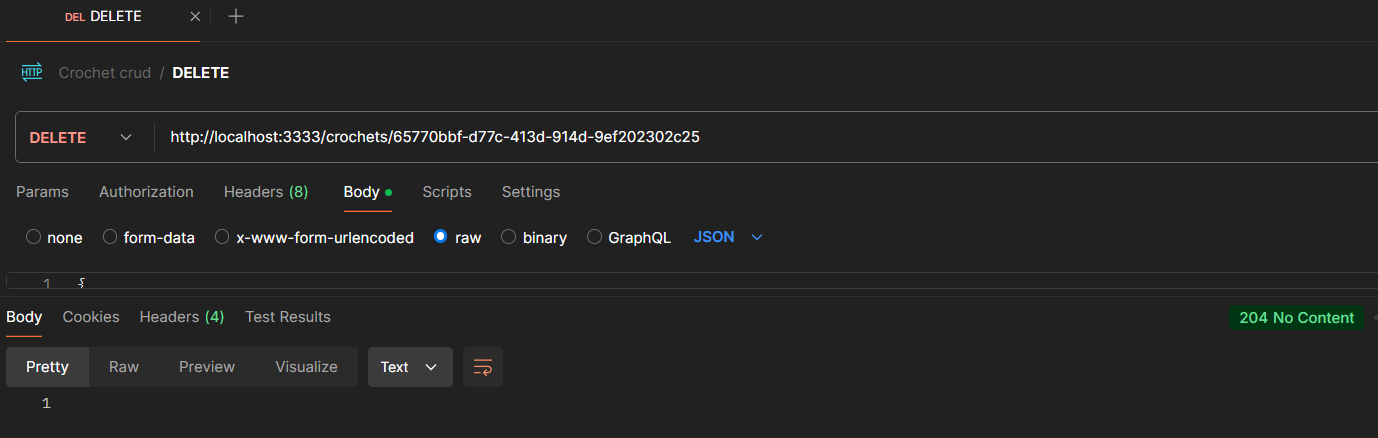 DEL DELETE
HTTP Crochet crud / DELETE
DELETE http://localhost:3333/crochets/65770bbf-d77c-413d-914d-9ef202302c25
Params Authorization Headers (8) Body Scripts Settings
none form-data x-www-form-urlencoded raw binary GraphQL JSON
1 {
Body Cookies Headers (4) Test Results 204 No Content
Pretty Raw Preview Visualize Text
1